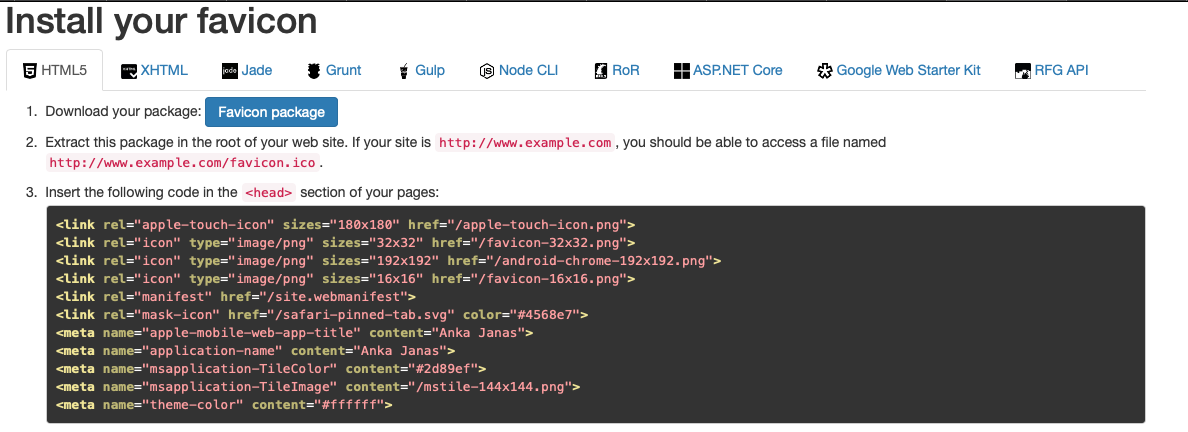 Install your favicon
HTML5 XHTML Jade Grunt Gulp Node CLI RoR ASP.NET Core Google Web Starter Kit RFG API
1. Download your package: Favicon package
2. Extract this package in the root of your web site. If your site is http://www.example.com , you should be able to access a file named
http://www.example.com/favicon.ico .
3. Insert the following code in the <head> section of your pages:
<link rel="apple-touch-icon" sizes="180x180" href="/apple-touch-icon.png">
<link rel="icon" type="image/png" sizes="32x32" href="/favicon-32x32.png">
<link rel="icon" type="image/png" sizes="192x192" href="/android-chrome-192x192.png">
<link rel="icon" type="image/png" sizes="16x16" href="/favicon-16x16.png">
<link rel="manifest" href="/site.webmanifest">
<link rel="mask-icon" href="/safari-pinned-tab.svg" color="#4568e7">
<meta name="apple-mobile-web-app-title" content="Anka Janas">
<meta name="application-name" content="Anka Janas">
<meta name="msapplication-TileColor" content="#2d89ef">
<meta name="msapplication-TileImage" content="/mstile-144x144.png">
<meta name="theme-color" content="#ffffff">